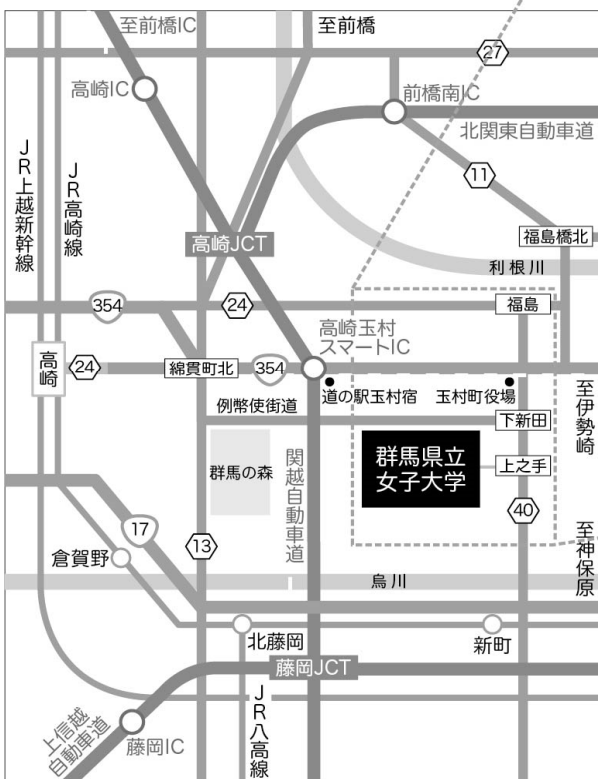 至前橋IC
至前橋
27
高崎IC
前橋南IC
北関東自動車道
11
JR上越新幹線
JR高崎線
高崎JCT
福島橋北
利根川
354
24
福島
高崎玉村
スマートIC
高崎
24
綿貫町北
354
道の駅玉村宿
玉村町役場
至伊勢崎
例幣使街道
下新田
群馬の森
関越自動車道
群馬県立
女子大学
上之手
17
13
40
倉賀野
至神保原
烏川
北藤岡
新町
藤岡JCT
上信越
自動車道
藤岡IC
JR八高線